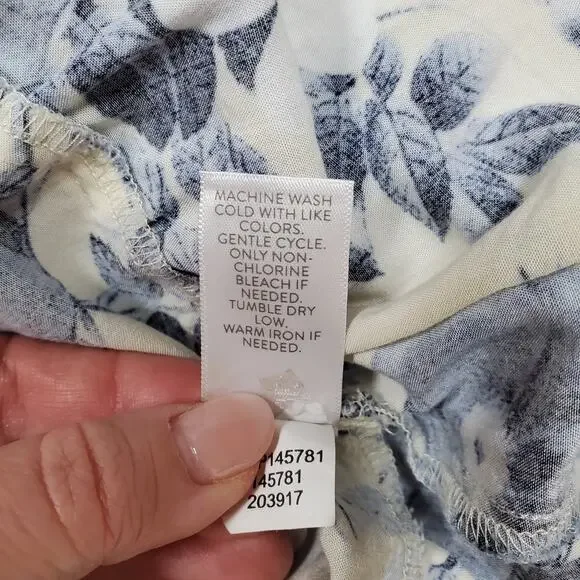 MACHINE WASH
COLD WITH LIKE
COLORS.
GENTLE CYCLE.
ONLY NON-
CHLORINE
BLEACH IF
NEEDED.
TUMBLE DRY
LOW.
WARM IRON IF
NEEDED.
145781
145781
203917